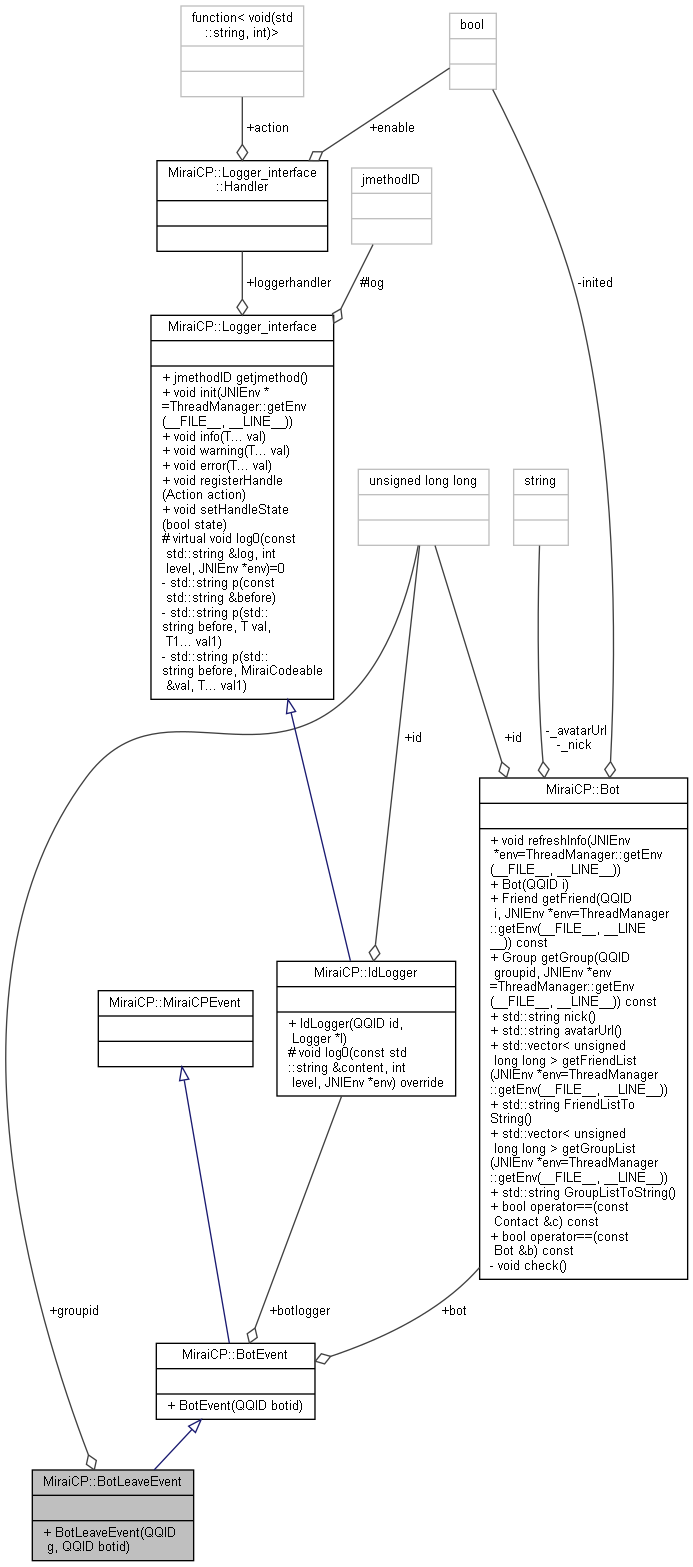 function< void(std
::string, int)>
bool
+action
+enable
MiraiCP::Logger_interface
::Handler
jmethodID
+loggerhandler
#log
-inited
MiraiCP::Logger_interface
+ jmethodID getjmethod()
+ void init(JNIEnv *
=ThreadManager::getEnv
(__FILE__, __LINE__))
+ void info(T... val)
+ void warning(T... val)
+ void error(T... val)
+ void registerHandle
(Action action)
+ void setHandleState
(bool state)
# virtual void log0(const
std::string &log, int
level, JNIEnv *env)=0
- std::string p(const
std::string &before)
- std::string p(std::
string before, T val,
T1... val1)
- std::string p(std::
string before, MiraiCodeable
&val, T... val1)
unsigned long long
string
+id
+id
-_avatarUrl
-_nick
MiraiCP::Bot
+ void refreshInfo(JNIEnv
*env=ThreadManager::getEnv
(__FILE__, __LINE__))
+ Bot(QQID i)
+ Friend getFriend(QQID
i, JNIEnv *env=ThreadManager
::getEnv(__FILE__, __LINE
__)) const
+ Group getGroup(QQID
groupid, JNIEnv *env
=ThreadManager::getEnv
(__FILE__, __LINE__)) const
+ std::string nick()
+ std::string avatarUrl()
+ std::vector< unsigned
long long > getFriendList
(JNIEnv *env=ThreadManager
::getEnv(__FILE__, __LINE__))
+ std::string FriendListTo
String()
+ std::vector< unsigned
long long > getGroupList
(JNIEnv *env=ThreadManager
::getEnv(__FILE__, __LINE__))
+ std::string GroupListToString()
+ bool operator==(const
Contact &c) const
+ bool operator==(const
Bot &b) const
- void check()
MiraiCP::IdLogger
+ IdLogger(QQID id,
Logger *l)
# void log0(const std
::string &content, int
level, JNIEnv *env) override
MiraiCP::MiraiCPEvent
+groupid
+botlogger
+bot
MiraiCP::BotEvent
+ BotEvent(QQID botid)
MiraiCP::BotLeaveEvent
+ BotLeaveEvent(QQID
g, QQID botid)